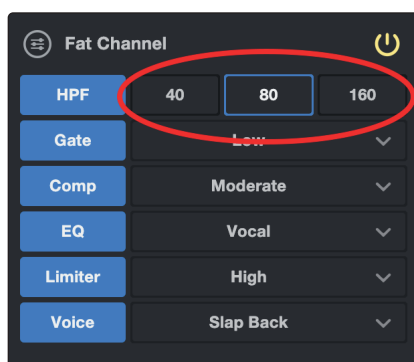 Fat Channel
HPF 40 80 160
Gate Low
Comp Moderate
EQ Vocal
Limiter High
Voice Slap Back